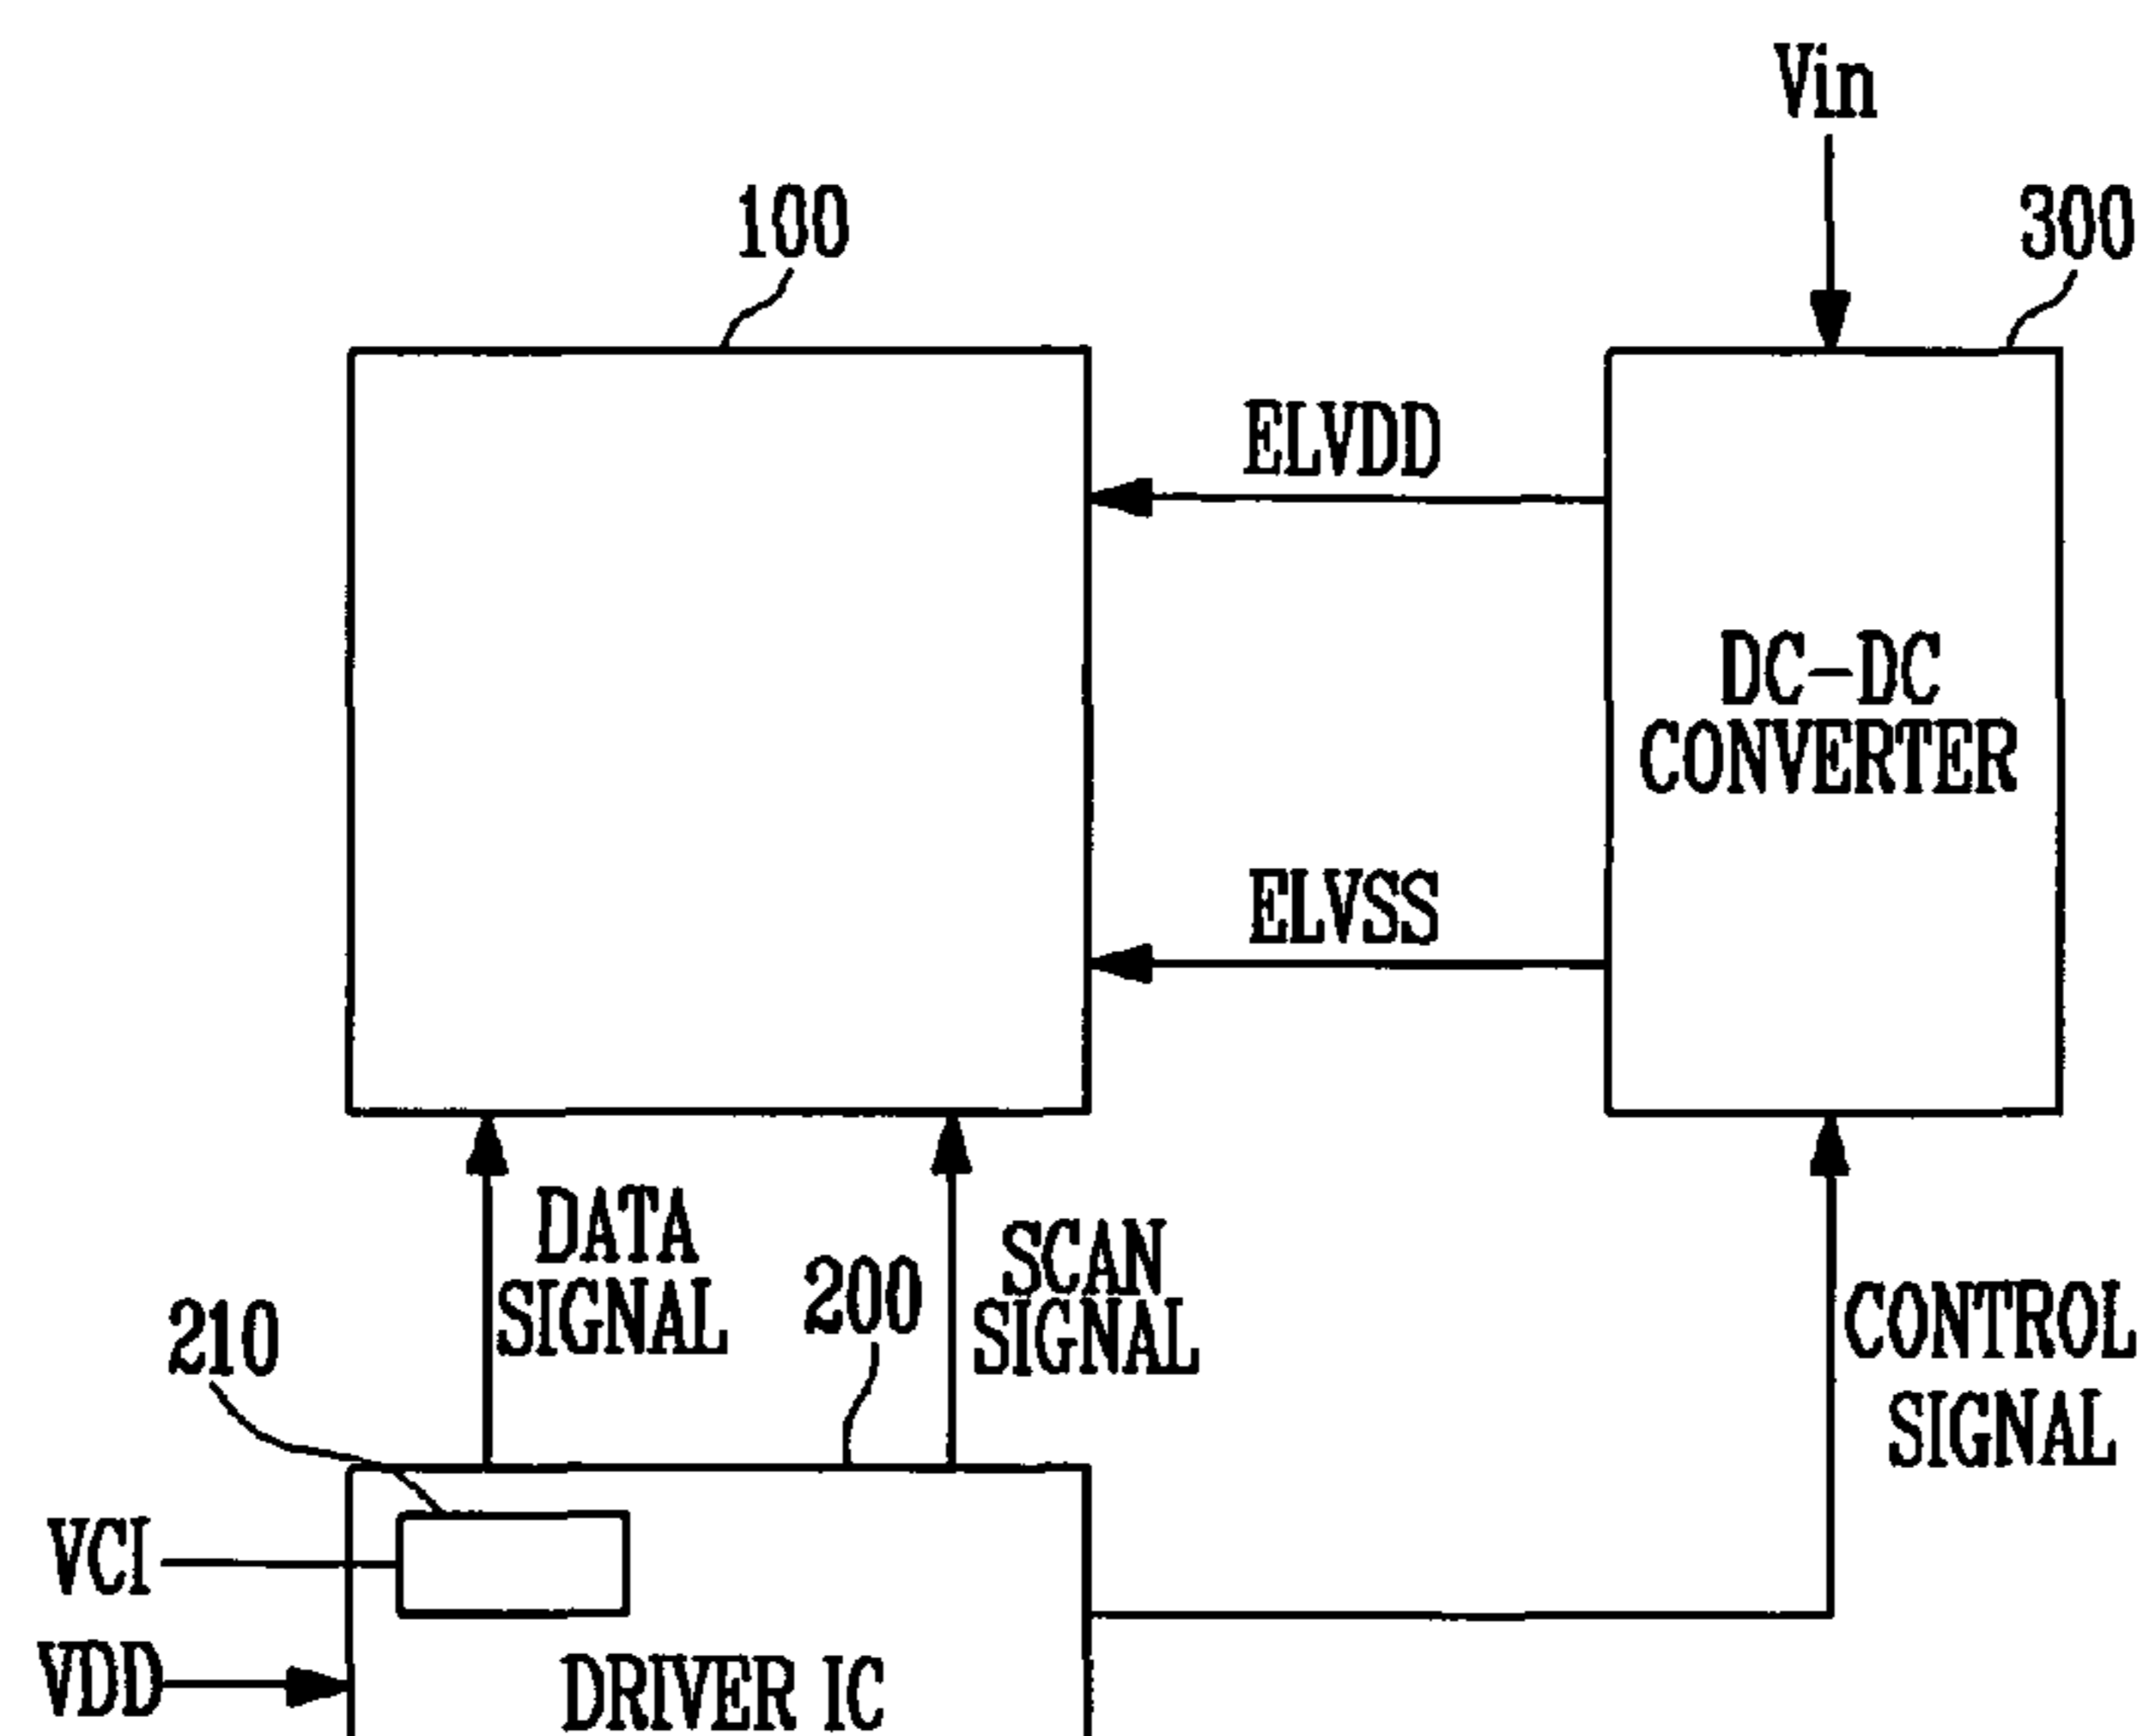 Vin
100
300
ELVDD
DC-DC
CONVERTER
ELVSS
DATA
SIGNAL
200
SCAN
SIGNAL
210
CONTROL
SIGNAL
VCI
VDD
DRIVER IC